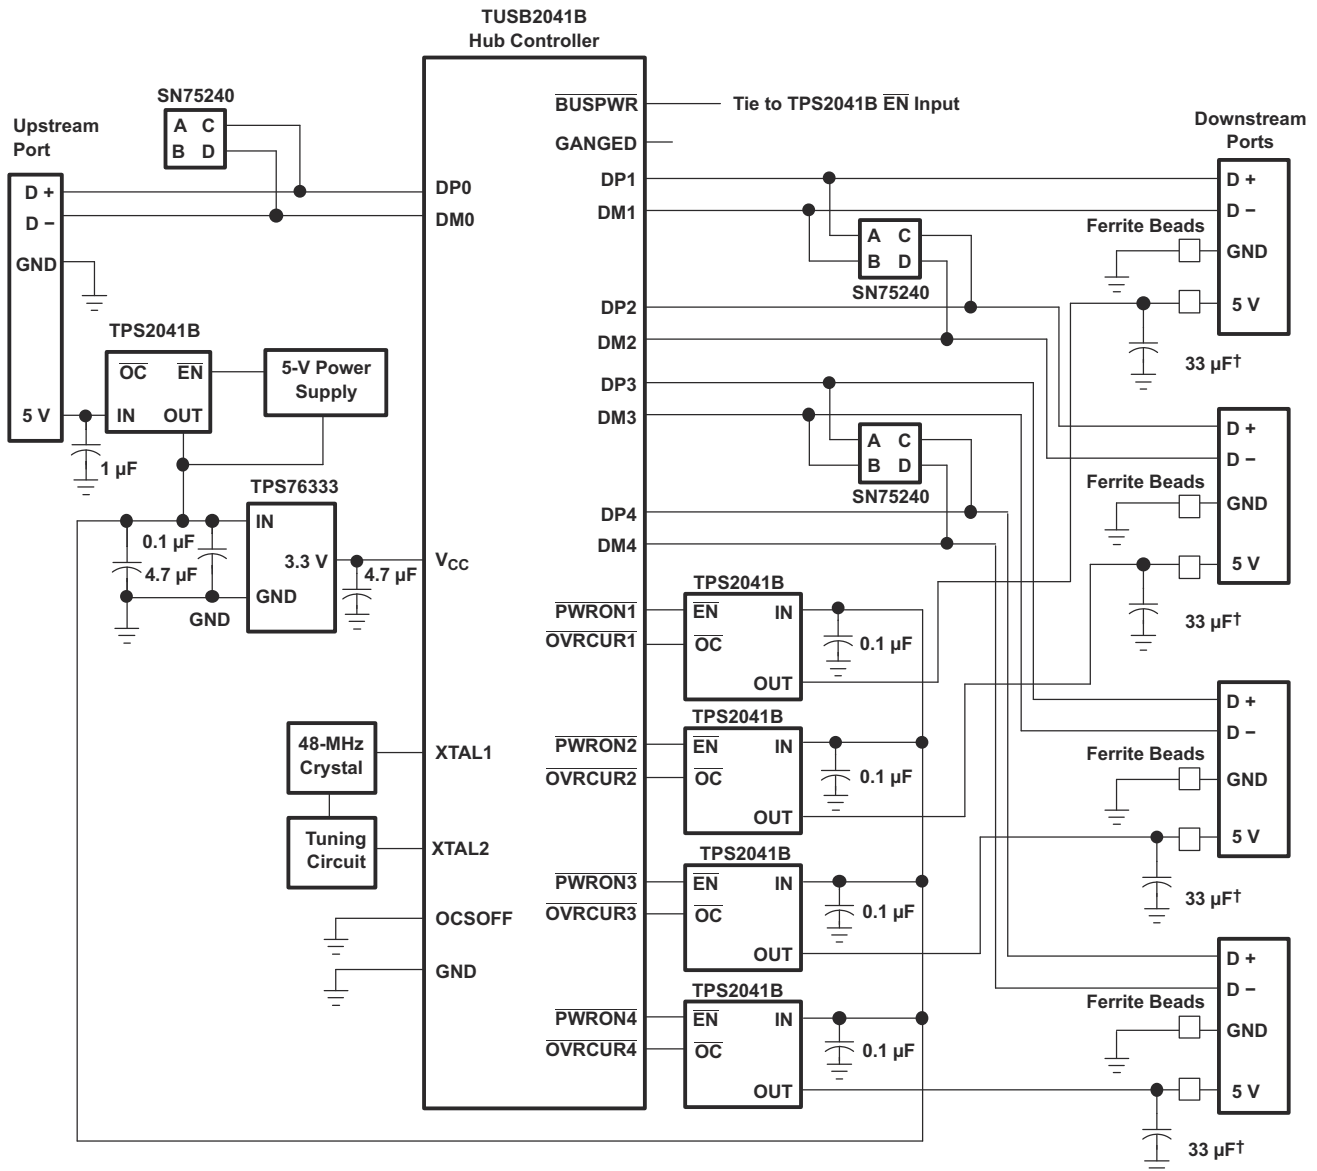 TUSB2041B
Hub Controller
SN75240
A C
B D
Upstream
Port
D +
D −
GND
5 V
DP0
DM0
BUSPWR
Tie to TPS2041B EN Input
GANGED
DP1
DM1
A C
B D
SN75240
DP2
DM2
DP3
DM3
A C
B D
SN75240
DP4
DM4
Downstream
Ports
D +
D −
Ferrite Beads
GND
5 V
33 µF†
D +
D −
Ferrite Beads
GND
5 V
33 µF†
D +
D −
Ferrite Beads
GND
5 V
33 µF†
D +
D −
Ferrite Beads
GND
5 V
33 µF†
TPS2041B
OC EN
IN OUT
5-V Power
Supply
1 µF
TPS76333
IN
3.3 V
GND
0.1 µF
4.7 µF
GND
4.7 µF
VCC
48-MHz
Crystal
XTAL1
Tuning
Circuit
XTAL2
OCSOFF
GND
TPS2041B
PWRON1
EN IN
OVRCUR1
OC
0.1 µF
OUT
TPS2041B
PWRON2
EN IN
OVRCUR2
OC
0.1 µF
OUT
TPS2041B
PWRON3
EN IN
OVRCUR3
OC
0.1 µF
OUT
TPS2041B
PWRON4
EN IN
OVRCUR4
OC
0.1 µF
OUT